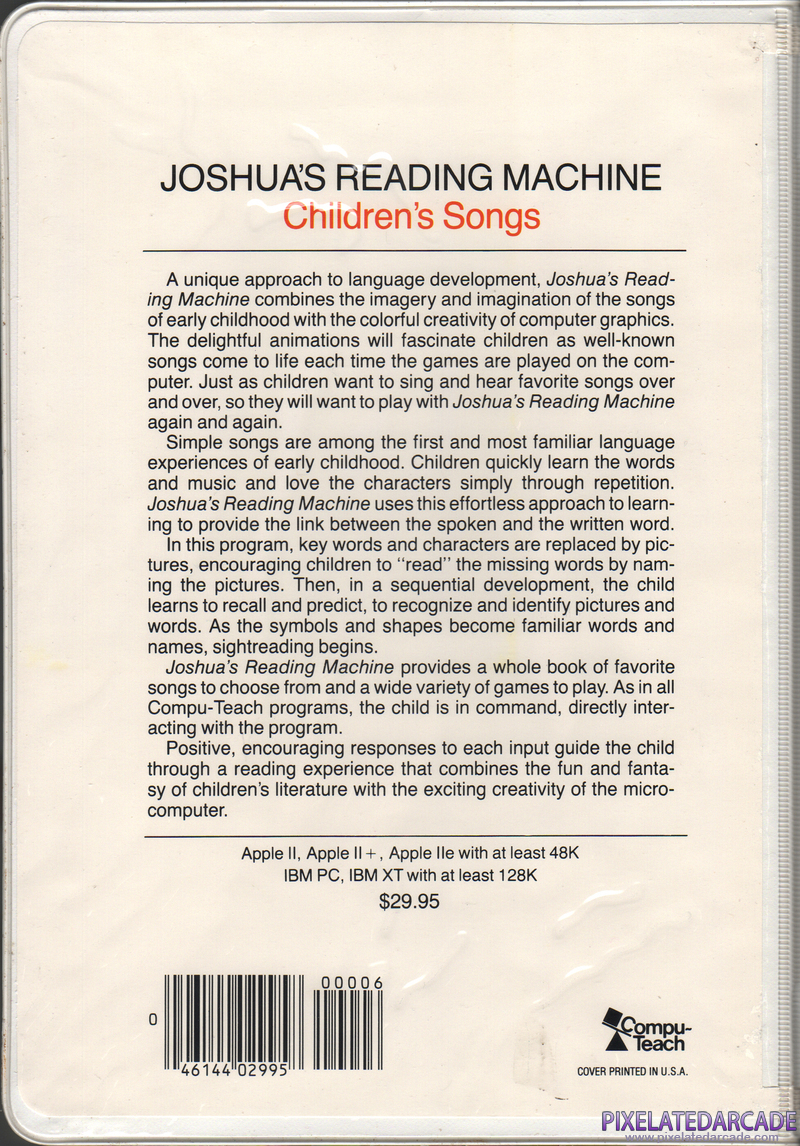 JOSHUA'S READING MACHINE
Children's Songs
A unique approach to language development, Joshua's Read-
ing Machine combines the imagery and imagination of the songs
of early childhood with the colorful creativity of computer graphics.
The delightful animations will fascinate children as well-known
songs come to life each time the games are played on the com-
puter. Just as children want to sing and hear favorite songs over
and over, so they will want to play with Joshua's Reading Machine
again and again.
Simple songs are among the first and most familiar language
experiences of early childhood. Children quickly learn the words
and music and love the characters simply through repetition.
Joshua's Reading Machine uses this effortless approach to learn-
ing to provide the link between the spoken and the written word.
In this program, key words and characters are replaced by pic-
tures, encouraging children to "read" the missing words by nam-
ing the pictures. Then, in a sequential development, the child
learns to recall and predict, to recognize and identify pictures and
words. As the symbols and shapes become familiar words and
names, sightreading begins.
Joshua's Reading Machine provides a whole book of favorite
songs to choose from and a wide variety of games to play. As in all
Compu-Teach programs, the child is in command, directly inter-
acting with the program.
Positive, encouraging responses to each input guide the child
through a reading experience that combines the fun and fanta-
sy of children's literature with the exciting creativity of the micro-
computer.
Apple II, Apple II+, Apple IIe with at least 48K
IBM PC, IBM XT with at least 128K
$29.95
00006
0
46144 02995
Compu-
Teach
COVER PRINTED IN U.S.A.
PIXELATEDARCADE
www.pixelatedarcade.com